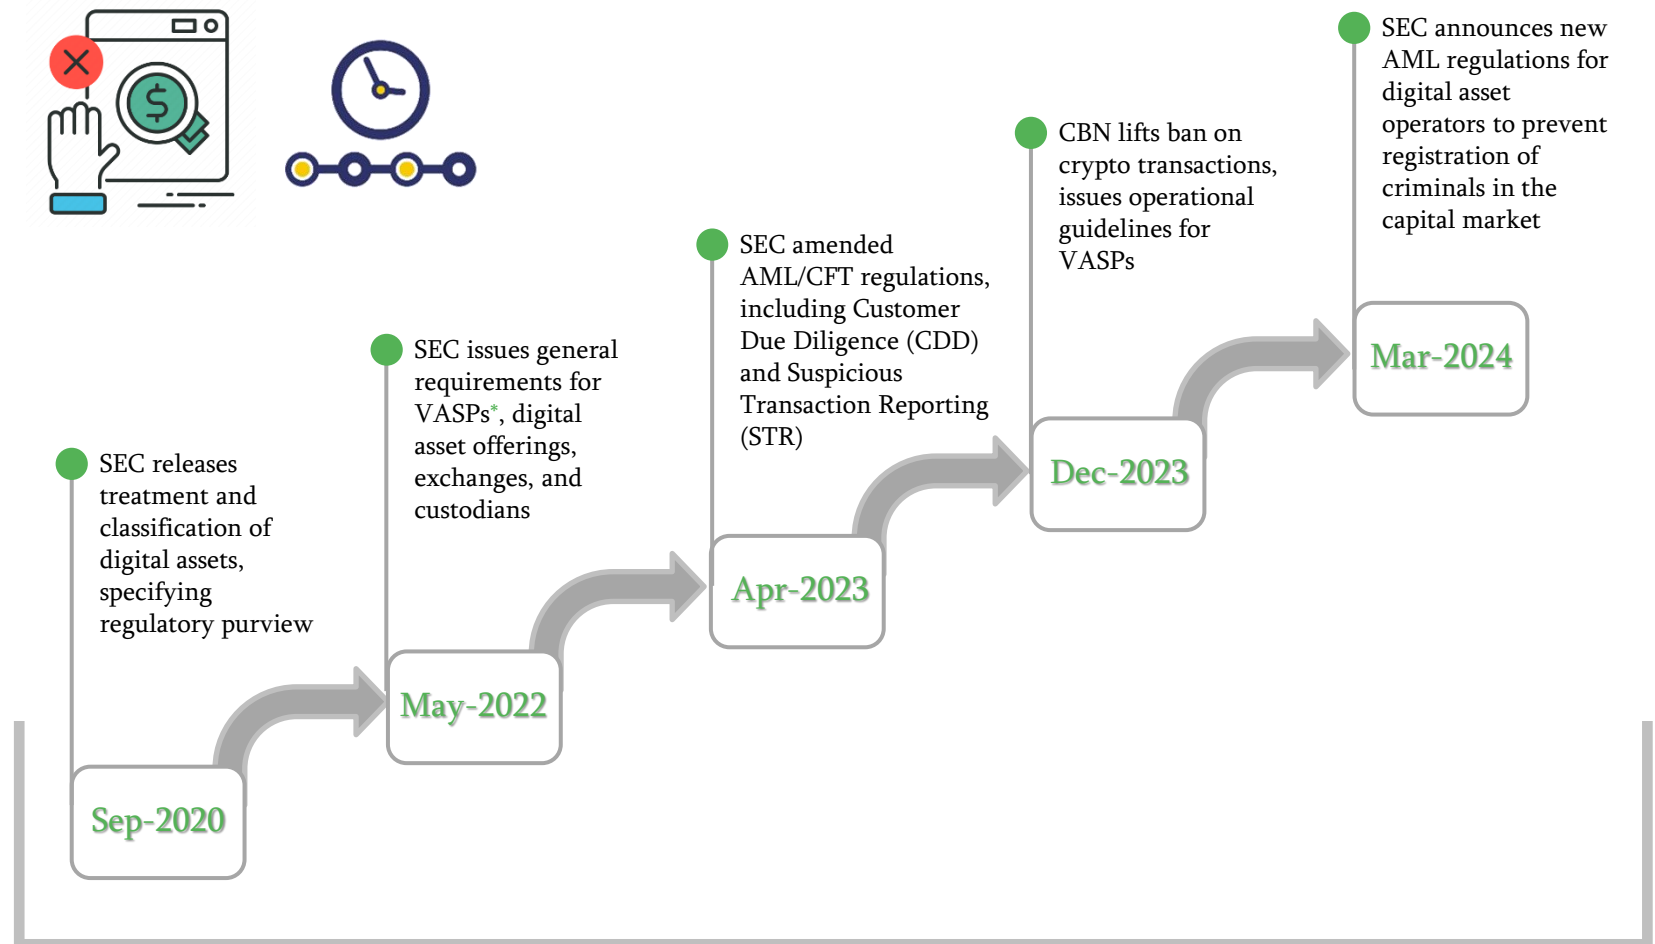 SEC releases
treatment and
classification of
digital assets,
specifying
regulatory purview
Sep-2020
SEC issues general
requirements for
VASPs*, digital
asset offerings,
exchanges, and
custodians
May-2022
SEC amended
AML/CFT regulations,
including Customer
Due Diligence (CDD)
and Suspicious
Transaction Reporting
(STR)
Apr-2023
CBN lifts ban on
crypto transactions,
issues operational
guidelines for
VASPs
Dec-2023
SEC announces new
AML regulations for
digital asset
operators to prevent
registration of
criminals in the
capital market
Mar-2024
$